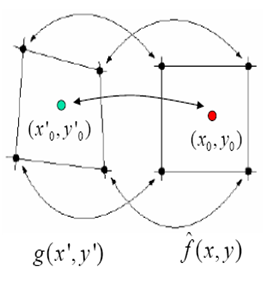 (x'₀, y'₀)
(x₀, y₀)
g(x', y')
f̂(x, y)